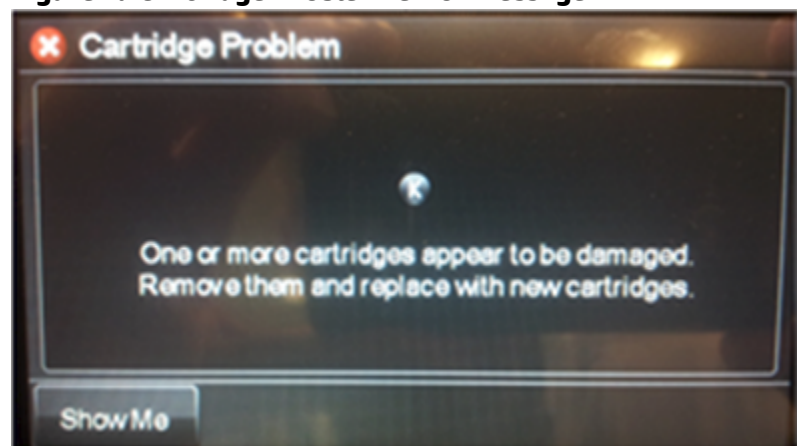 Cartridge Problem
K
One or more cartridges appear to be damaged.
Remove them and replace with new cartridges.
Show Me